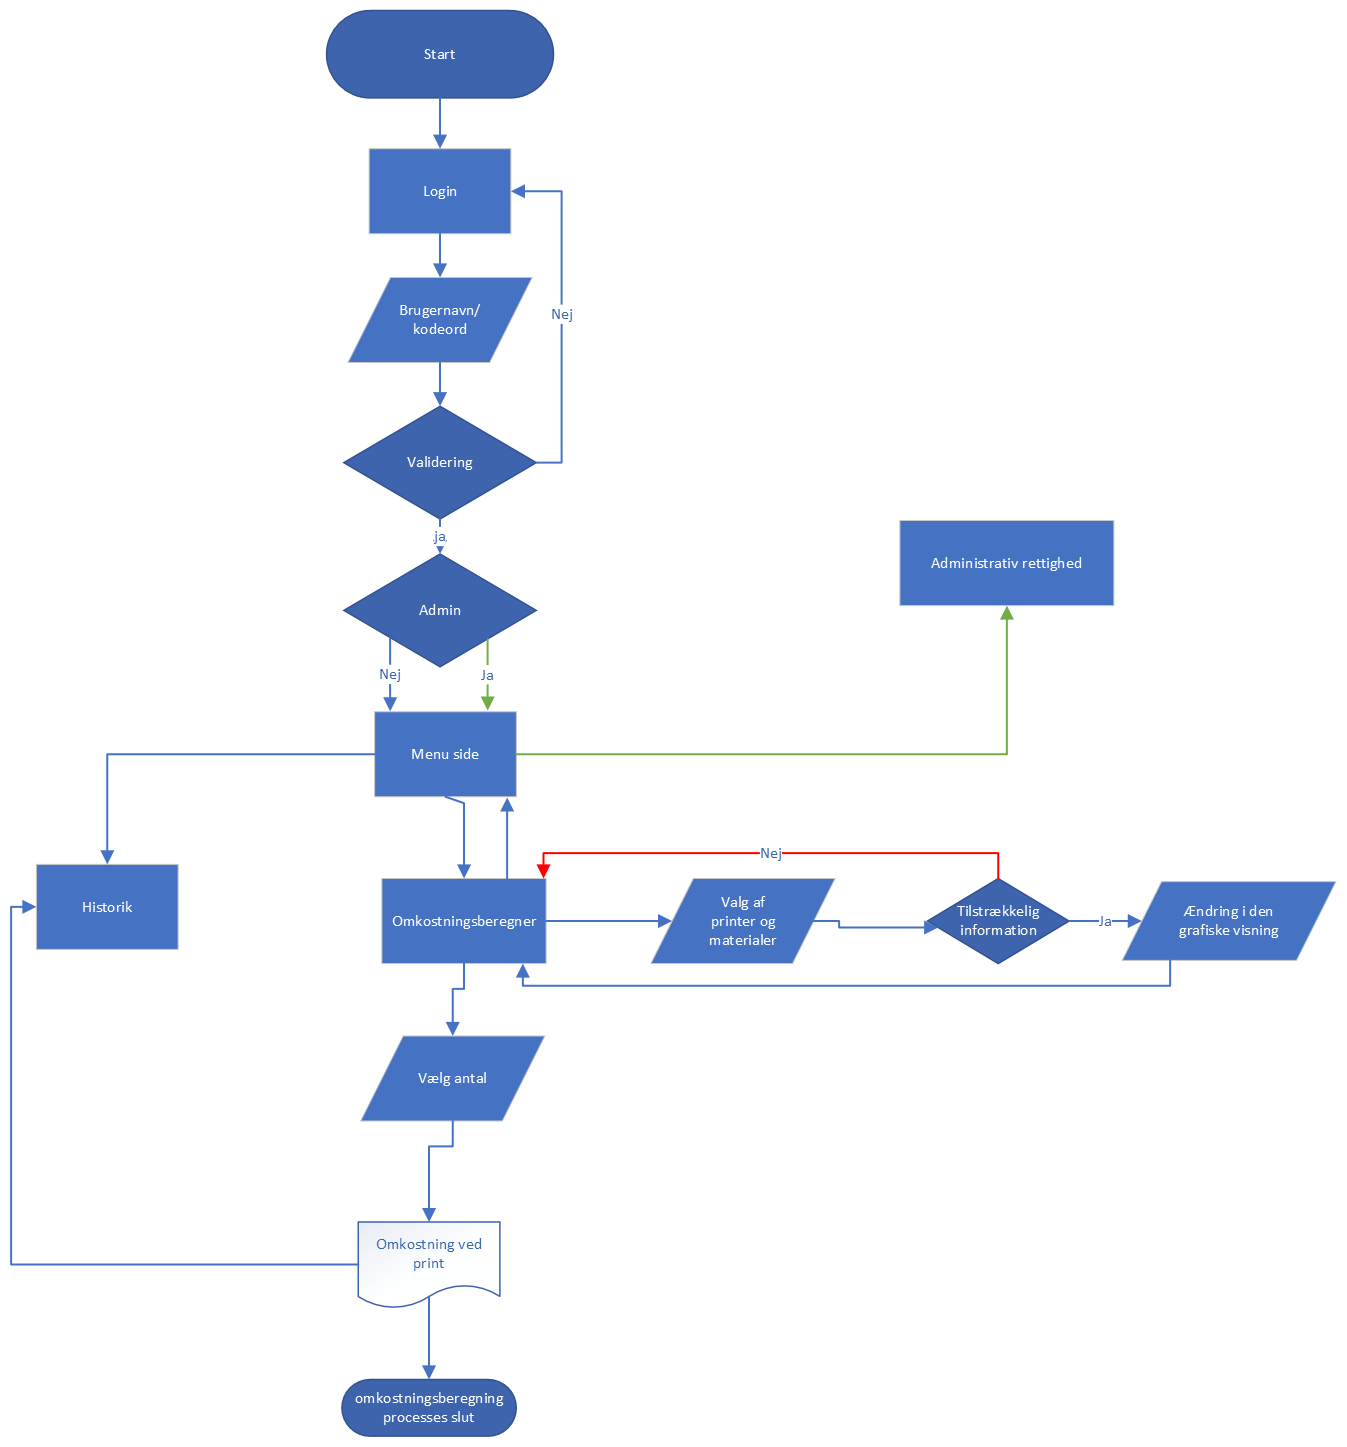 Start
Login
Brugernavn/
kodeord
Nej
Validering
ja
Admin
Administrativ rettighed
Nej
Ja
Menu side
Nej
Historik
Omkostningsberegner
Valg af
printer og
materialer
Tilstrækkelig
information
Ja
Ændring i den
grafiske visning
Vælg antal
Omkostning ved
print
omkostningsberegning
processes slut